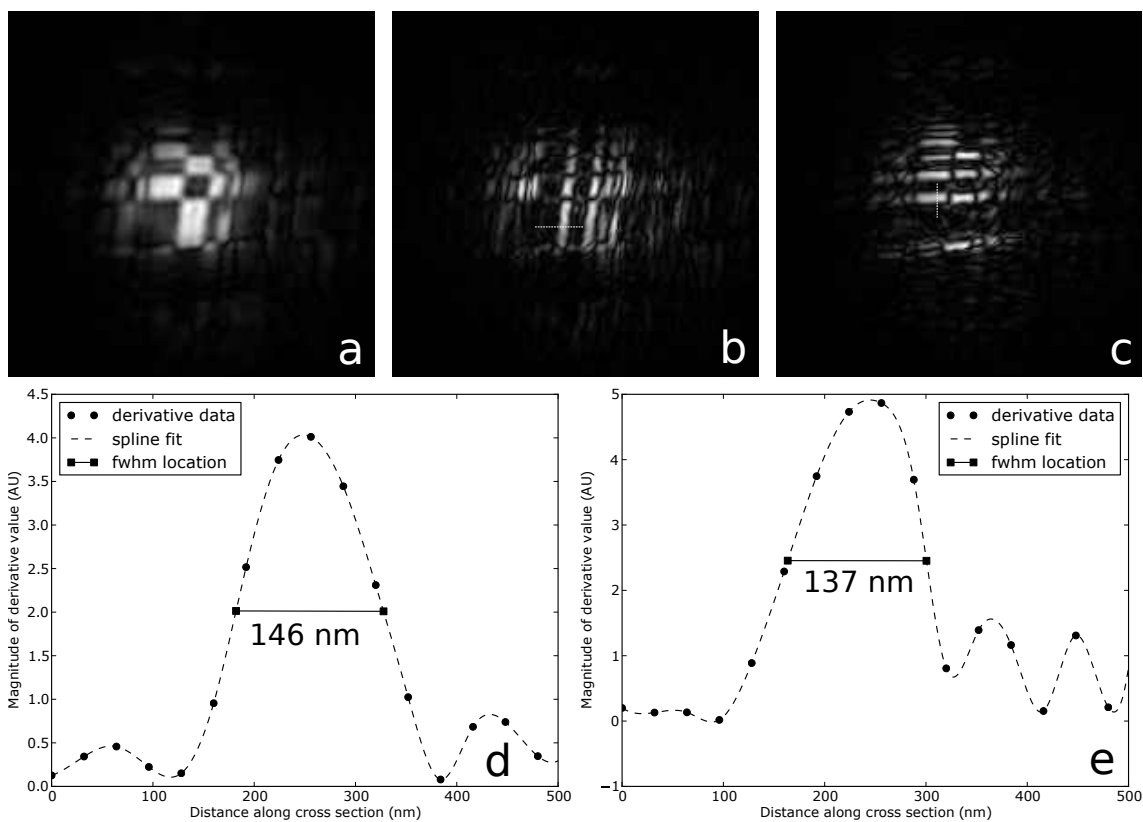 a
b
c
4.5
4.0
3.5
3.0
2.5
2.0
1.5
1.0
0.5
0.0
Magnitude of derivative value (AU)
derivative data
spline fit
fwhm location
146 nm
d
0 100 200 300 400 500
Distance along cross section (nm)
5
4
3
2
1
0
−1
Magnitude of derivative value (AU)
derivative data
spline fit
fwhm location
137 nm
e
0 100 200 300 400 500
Distance along cross section (nm)